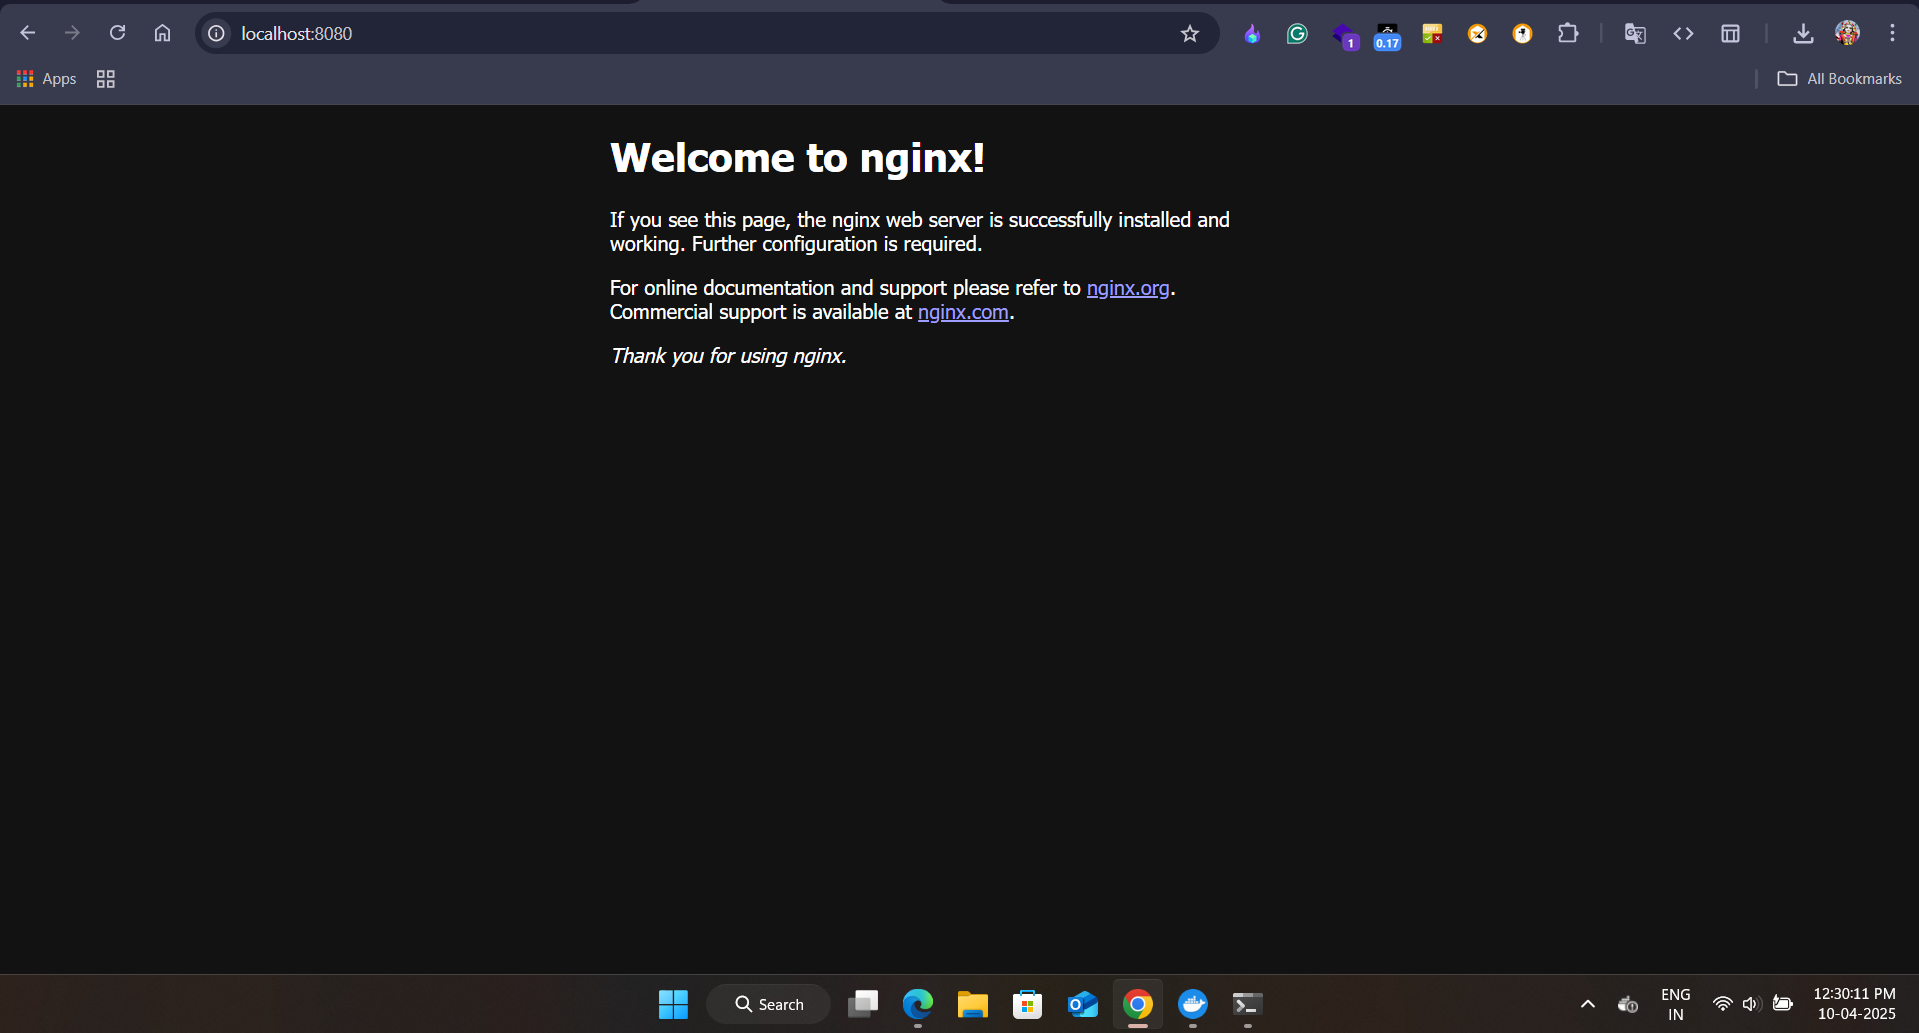 localhost:8080
1
0.17
Apps
All Bookmarks
Welcome to nginx!
If you see this page, the nginx web server is successfully installed and
working. Further configuration is required.
For online documentation and support please refer to nginx.org.
Commercial support is available at nginx.com.
Thank you for using nginx.
Search
ENG
IN
12:30:11 PM
10-04-2025